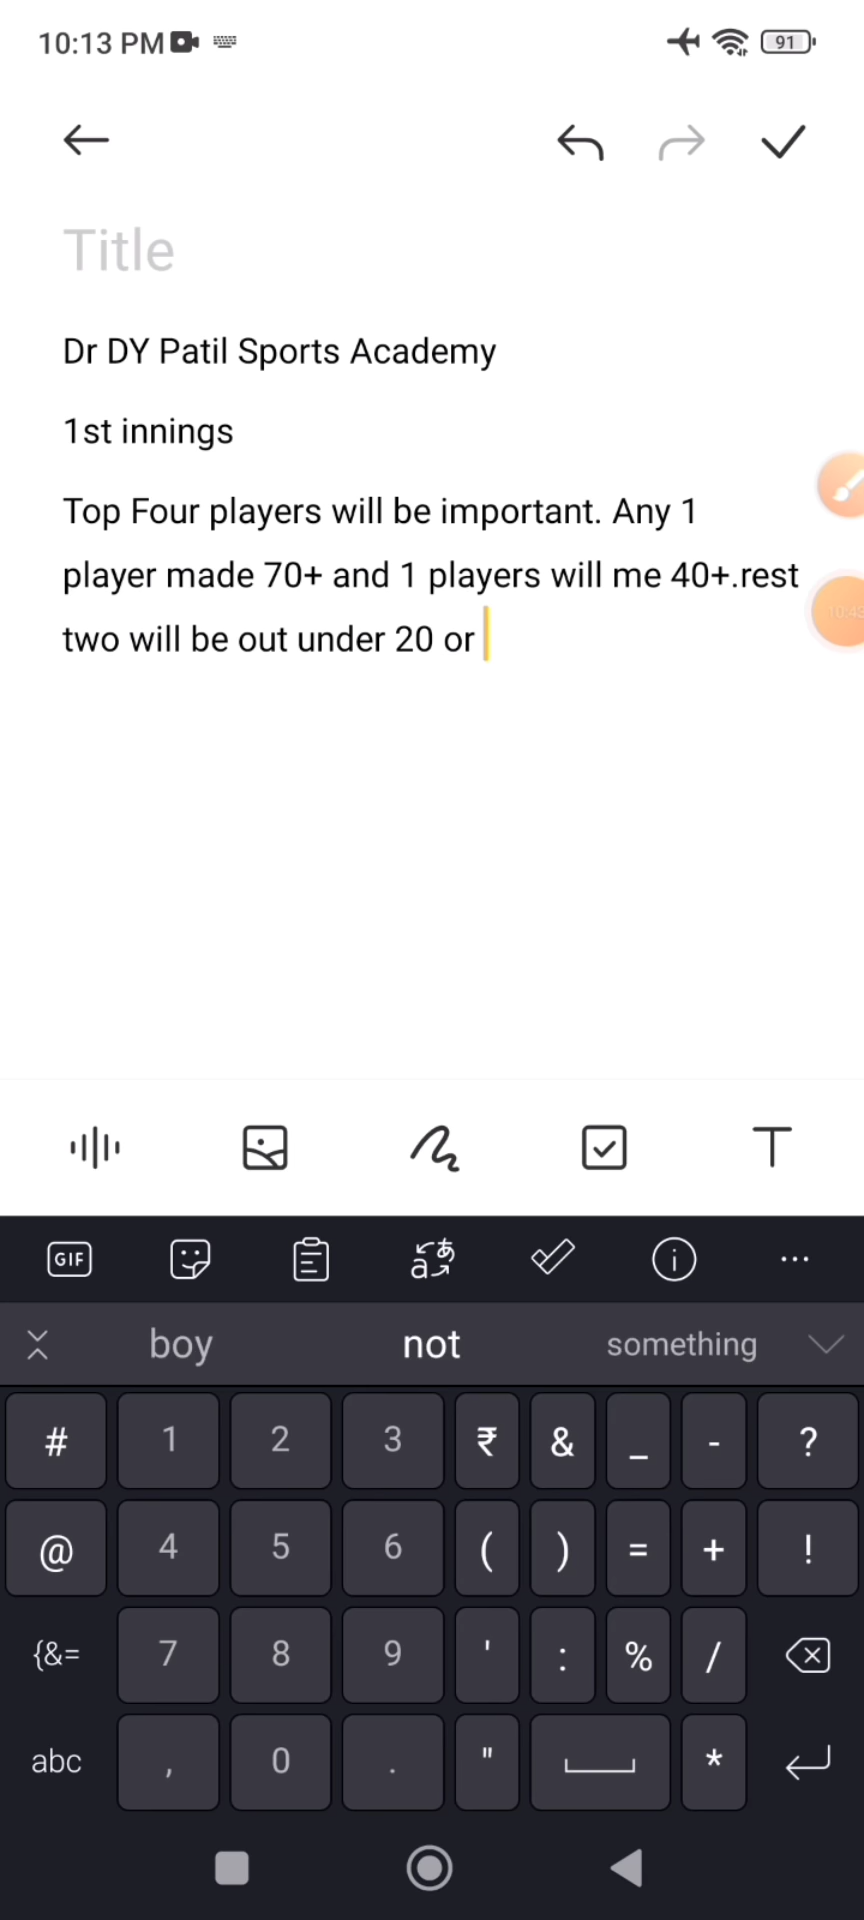 10:13 PM
91
Title
Dr DY Patil Sports Academy
1st innings
Top Four players will be important. Any 1
player made 70+ and 1 players will me 40+.rest
10:43
two will be out under 20 or
T
GIF
boy not something
# 1 2 3 ₹ & _ - ?
@ 4 5 6 ( ) = + !
{&= 7 8 9 ' : % /
abc , 0 . " *